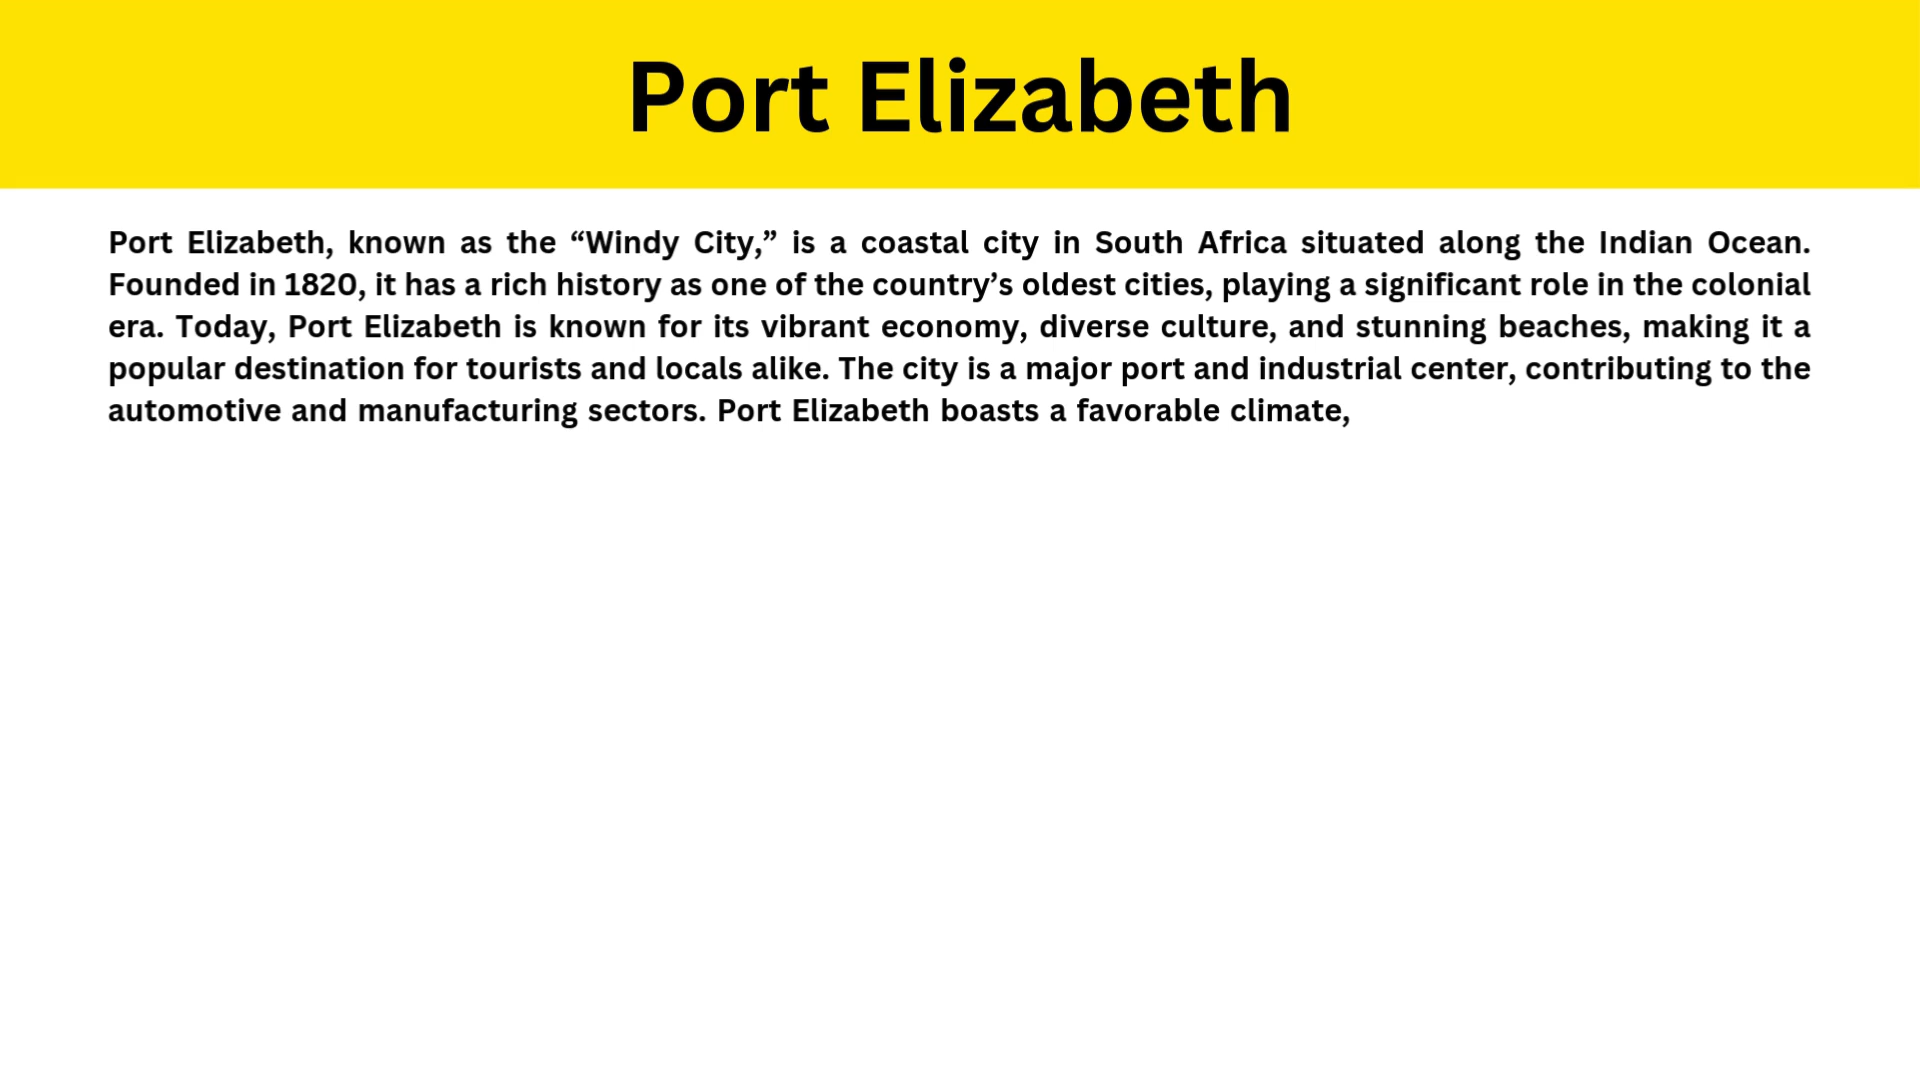 Port Elizabeth
Port Elizabeth, known as the “Windy City,” is a coastal city in South Africa situated along the Indian Ocean.
Founded in 1820, it has a rich history as one of the country’s oldest cities, playing a significant role in the colonial
era. Today, Port Elizabeth is known for its vibrant economy, diverse culture, and stunning beaches, making it a
popular destination for tourists and locals alike. The city is a major port and industrial center, contributing to the
automotive and manufacturing sectors. Port Elizabeth boasts a favorable climate,